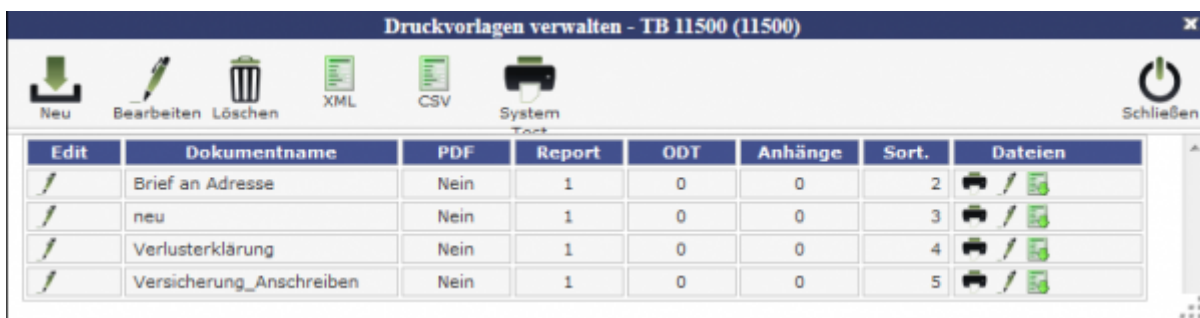 Druckvorlagen verwalten - TB 11500 (11500)
Neu Bearbeiten Löschen XML CSV System Test Schließen
Edit Dokumentname PDF Report ODT Anhänge Sort. Dateien
Brief an Adresse Nein 1 0 0 2
neu Nein 1 0 0 3
Verlusterklärung Nein 1 0 0 4
Versicherung_Anschreiben Nein 1 0 0 5